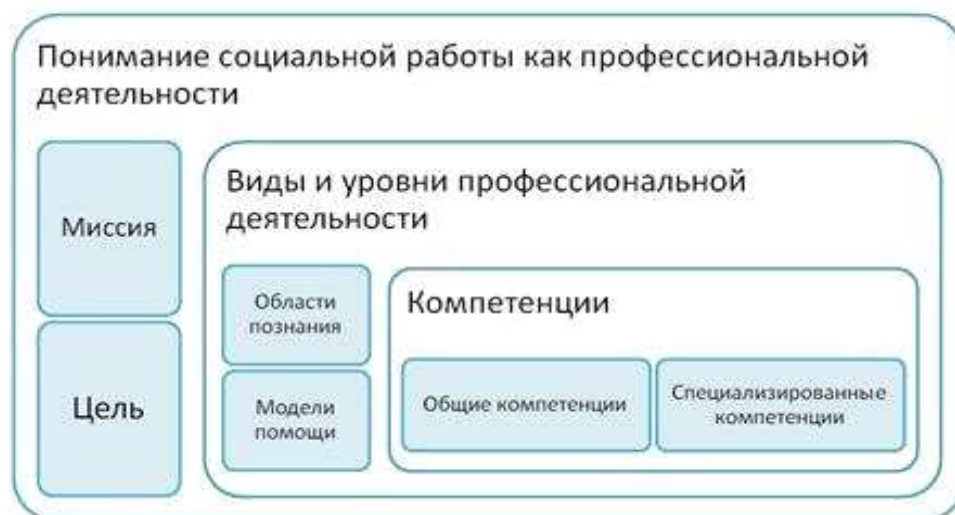 Понимание социальной работы как профессиональной
деятельности
Миссия
Цель
Виды и уровни профессиональной
деятельности
Области
познания
Модели
помощи
Компетенции
Общие компетенции
Специализированные
компетенции